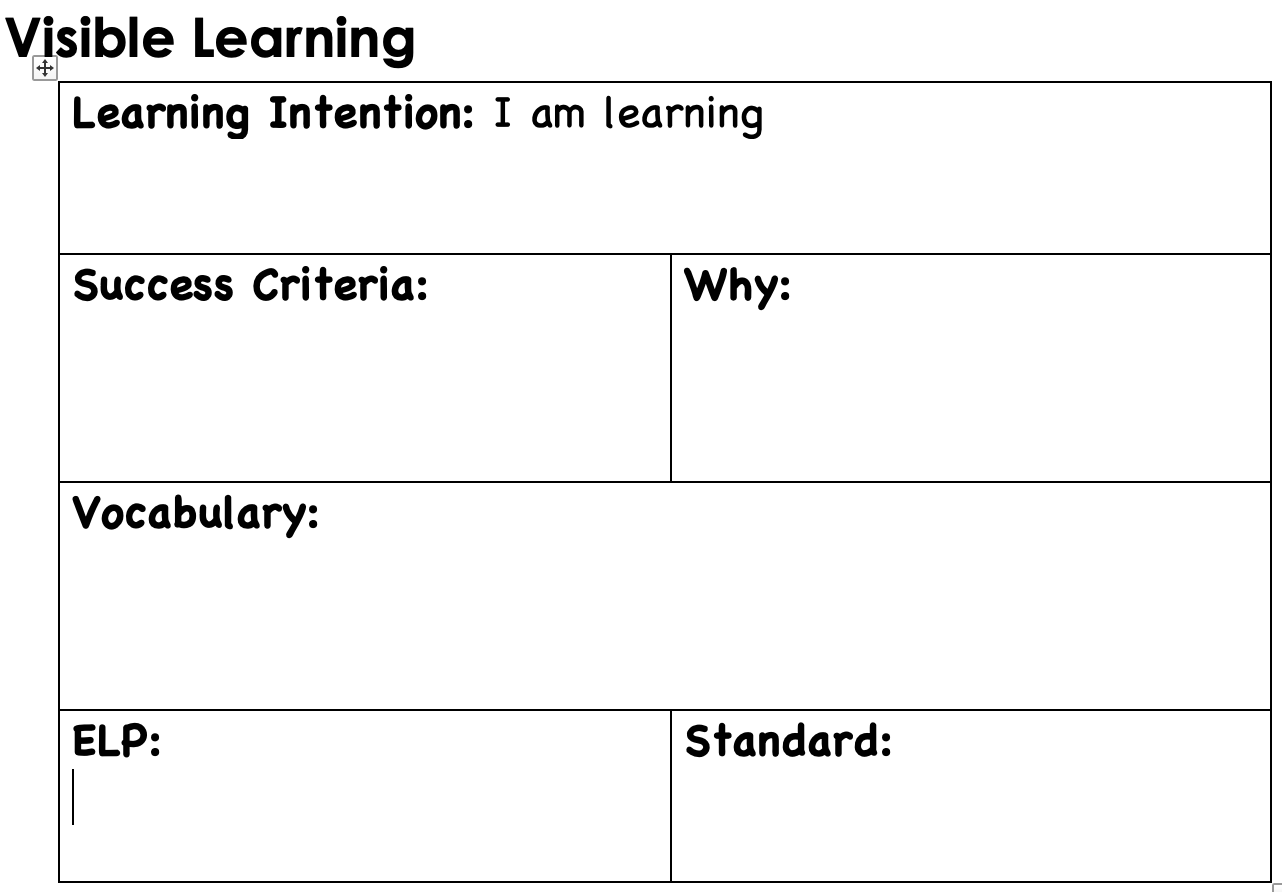 Visible Learning
Learning Intention: I am learning
Success Criteria:
Why:
Vocabulary:
ELP:
Standard: